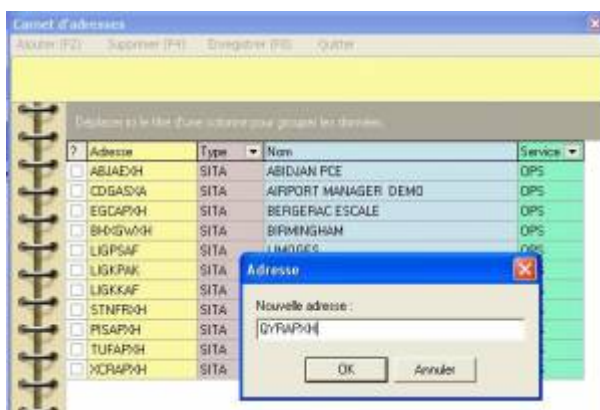 Carnet d'adresses
Ajouter (F2) Supprimer (F4) Enregistrer (F8) Quitter
Déplacer ici le titre d'une colonne pour grouper les données.
? Adresse Type Nom Service
ABJAEXH SITA ABIDJAN PCE OPS
CDGASXA SITA AIRPORT MANAGER DEMO OPS
EGCAPXH SITA BERGERAC ESCALE OPS
BHXGWXH SITA BIRMINGHAM OPS
LIGPSAF SITA LIMOGES
LIGKPAK SITA
LIGKKAF SITA
STNFRXH SITA
PISAPXH SITA
TUFAPXH SITA
XCRAPXH SITA
Adresse
Nouvelle adresse :
QYRAPXH
OK Annuler